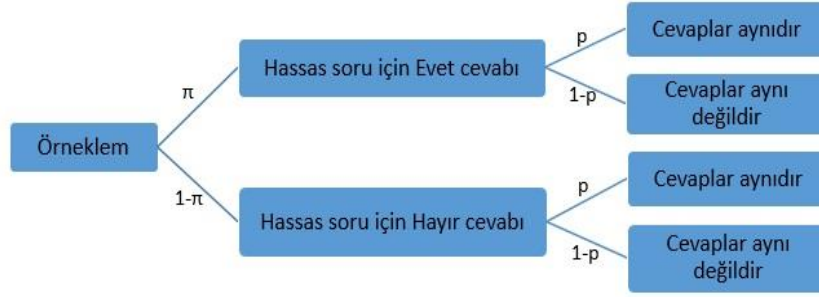 Örneklem
π
1-π
Hassas soru için Evet cevabı
p
1-p
Cevaplar aynıdır
Cevaplar aynı
değildir
Hassas soru için Hayır cevabı
p
1-p
Cevaplar aynıdır
Cevaplar aynı
değildir